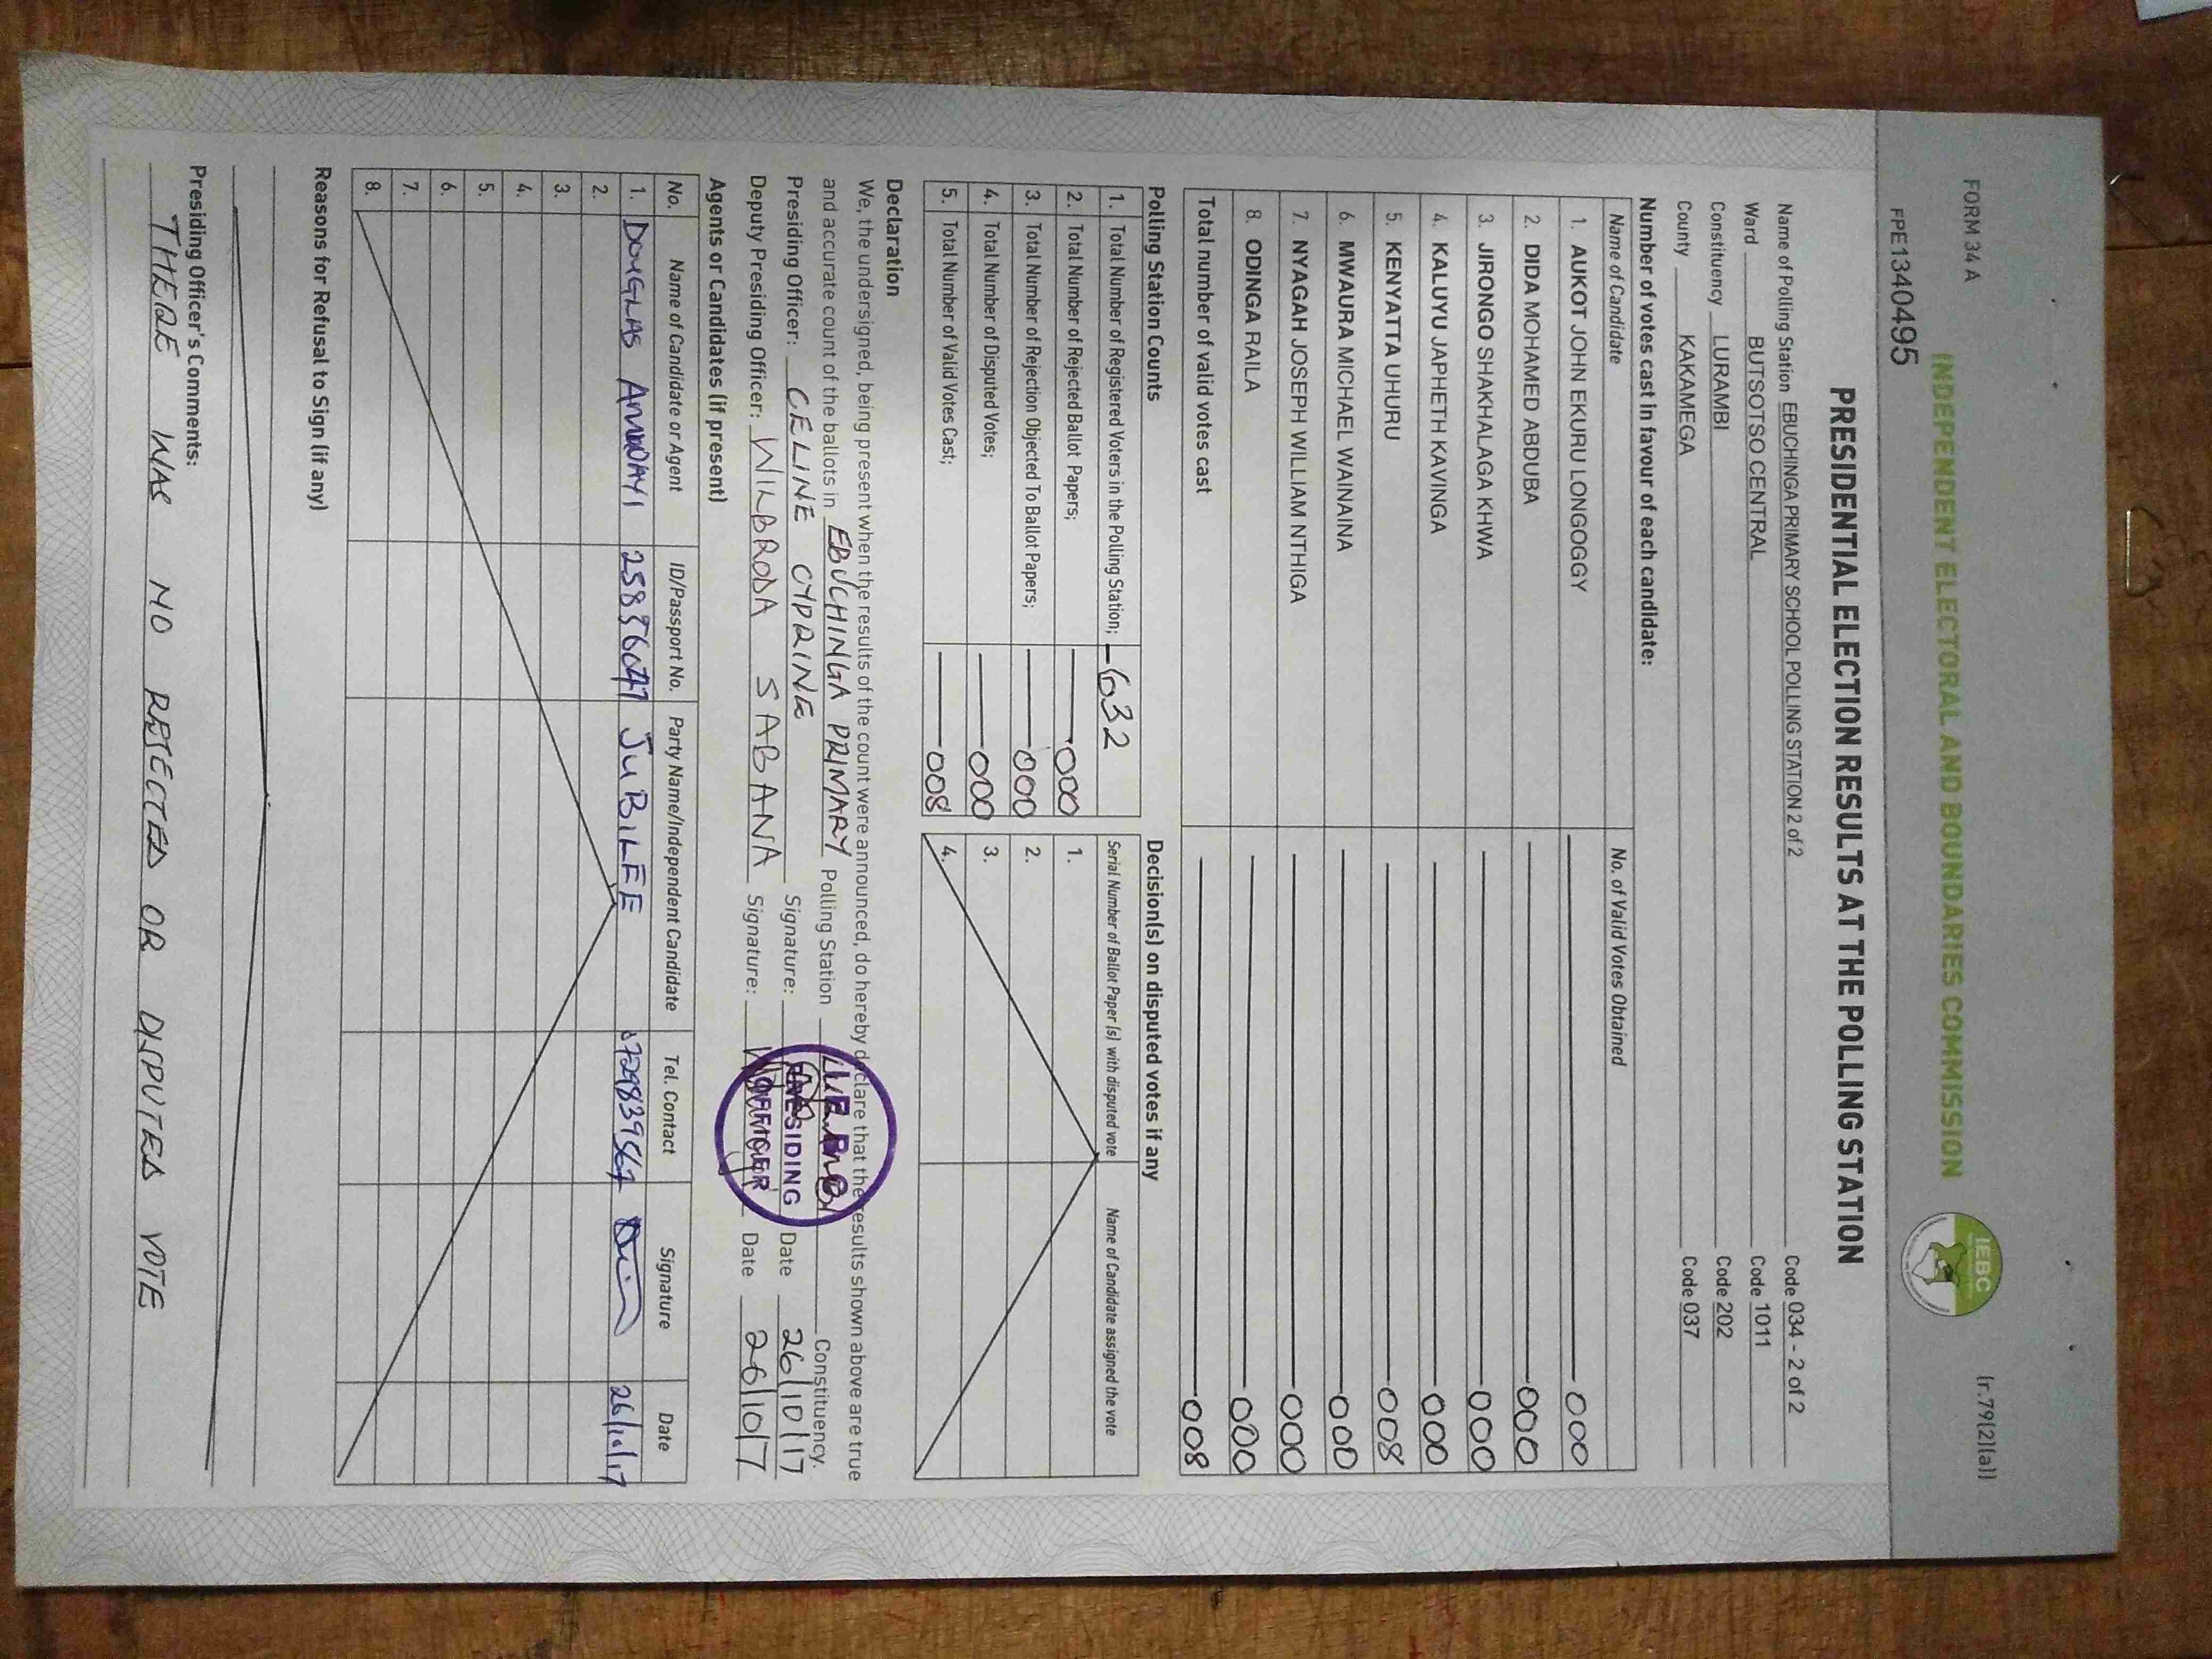 FORM 34 A
(r.79(2)(a))
INDEPENDENT ELECTORAL AND BOUNDARIES COMMISSION
IEBC
FPE1340495
PRESIDENTIAL ELECTION RESULTS AT THE POLLING STATION
Name of Polling Station EBUCHINGA PRIMARY SCHOOL POLLING STATION 2 of 2 Code 034 - 2 of 2
Ward BUTSOTSO CENTRAL Code 1011
Constituency LURAMBI Code 202
County KAKAMEGA Code 037
Number of votes cast in favour of each candidate:
Name of Candidate No. of Valid Votes Obtained
1. AUKOT JOHN EKURU LONGOGGY 000
2. DIDA MOHAMED ABDUBA 000
3. JIRONGO SHAKHALAGA KHWA 000
4. KALUYU JAPHETH KAVINGA 000
5. KENYATTA UHURU 008
6. MWAURA MICHAEL WAINAINA 000
7. NYAGAH JOSEPH WILLIAM NTHIGA 000
8. ODINGA RAILA 000
Total number of valid votes cast 008
Polling Station Counts
1. Total Number of Registered Voters in the Polling Station; 632
2. Total Number of Rejected Ballot Papers; 000
3. Total Number of Rejection Objected To Ballot Papers; 000
4. Total Number of Disputed Votes; 000
5. Total Number of Valid Votes Cast; 008
Decision(s) on disputed votes if any
Serial Number of Ballot Paper (s) with disputed vote Name of Candidate assigned the vote
1.
2.
3.
4.
Declaration
We, the undersigned, being present when the results of the count were announced, do hereby declare that the results shown above are true
and accurate count of the ballots in EBUCHINGA PRIMARY Polling Station Constituency.
Presiding Officer: CELINE CYPRINE Signature: Date 26/10/17
Deputy Presiding Officer: WILBRODA SABANA Signature: Date 26/10/7
PRESIDING
OFFICER
Agents or Candidates (if present)
No. Name of Candidate or Agent ID/Passport No. Party Name/Independent Candidate Tel. Contact Signature Date
1. DOUGLAS JUBILEE 26/10/17
2.
3.
4.
5.
6.
7.
8.
Reasons for Refusal to Sign (if any)
Presiding Officer's Comments:
THERE WAS NO REJECTED OR DISPUTED VOTE